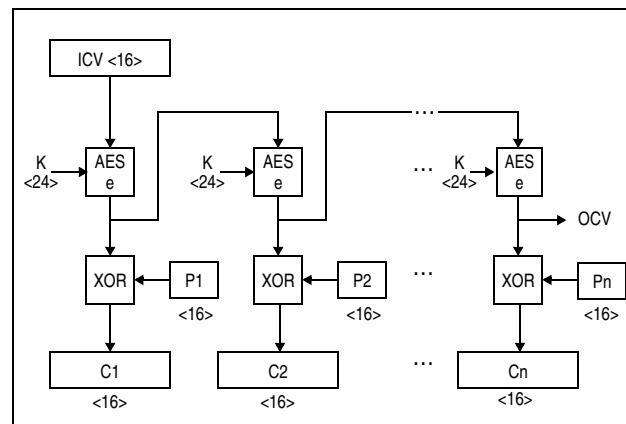 ICV <16>
...
K
<24>
AES
e
K
<24>
AES
e
...
K
<24>
AES
e
OCV
XOR
P1
<16>
XOR
P2
<16>
...
XOR
Pn
<16>
C1
<16>
C2
<16>
...
Cn
<16>